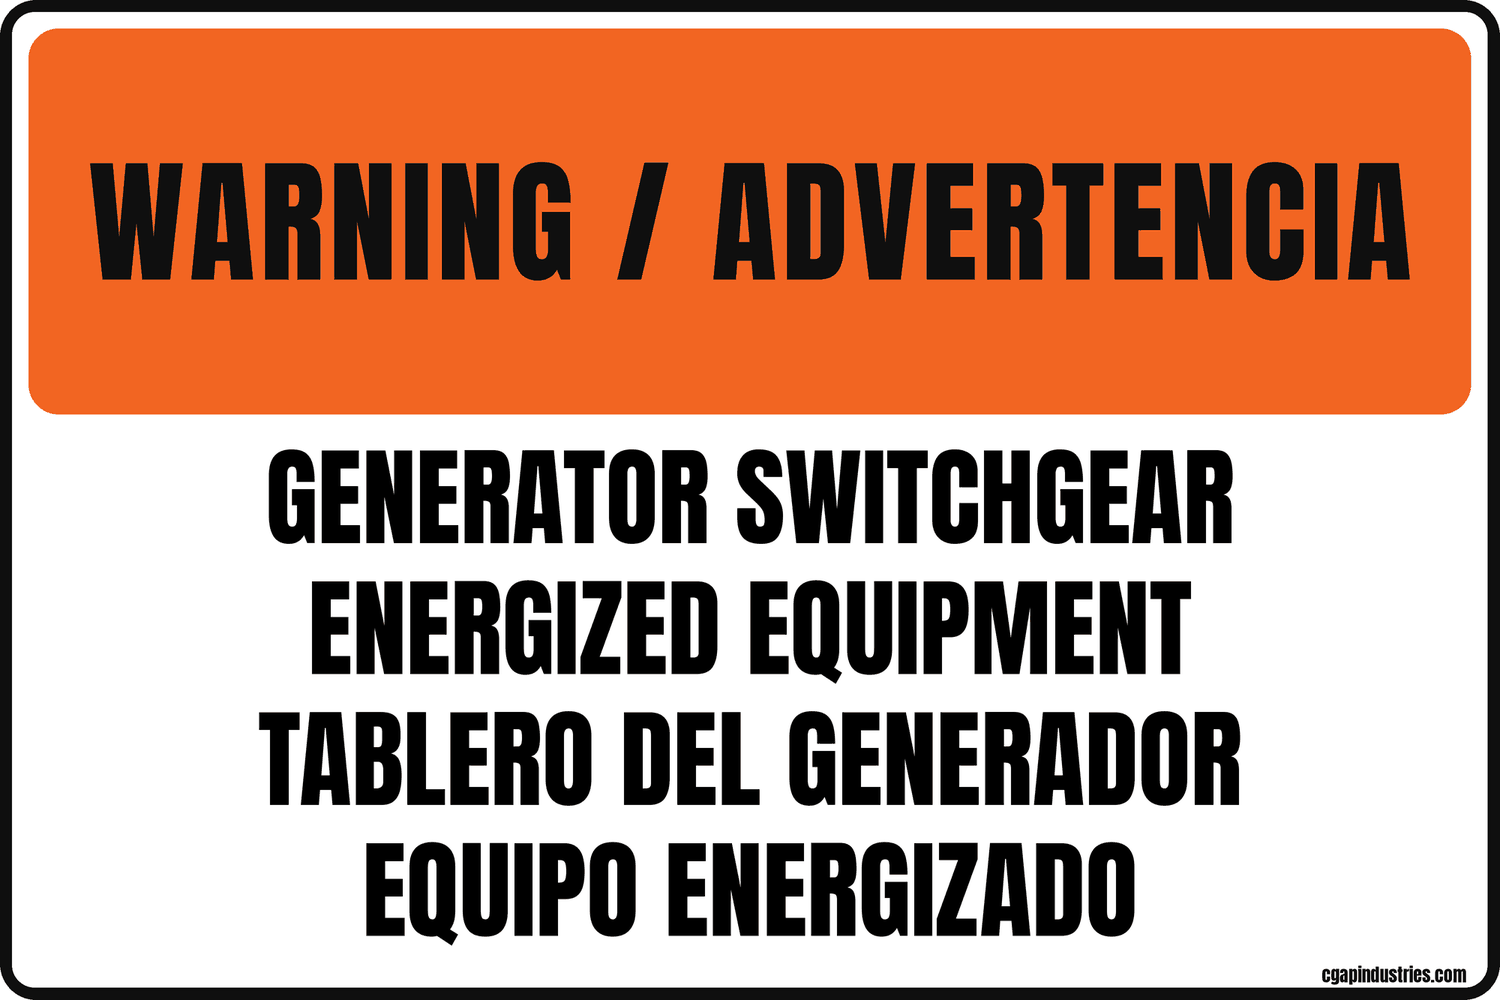 WARNING / ADVERTENCIA
GENERATOR SWITCHGEAR
ENERGIZED EQUIPMENT
TABLERO DEL GENERADOR
EQUIPO ENERGIZADO
cgapindustries.com